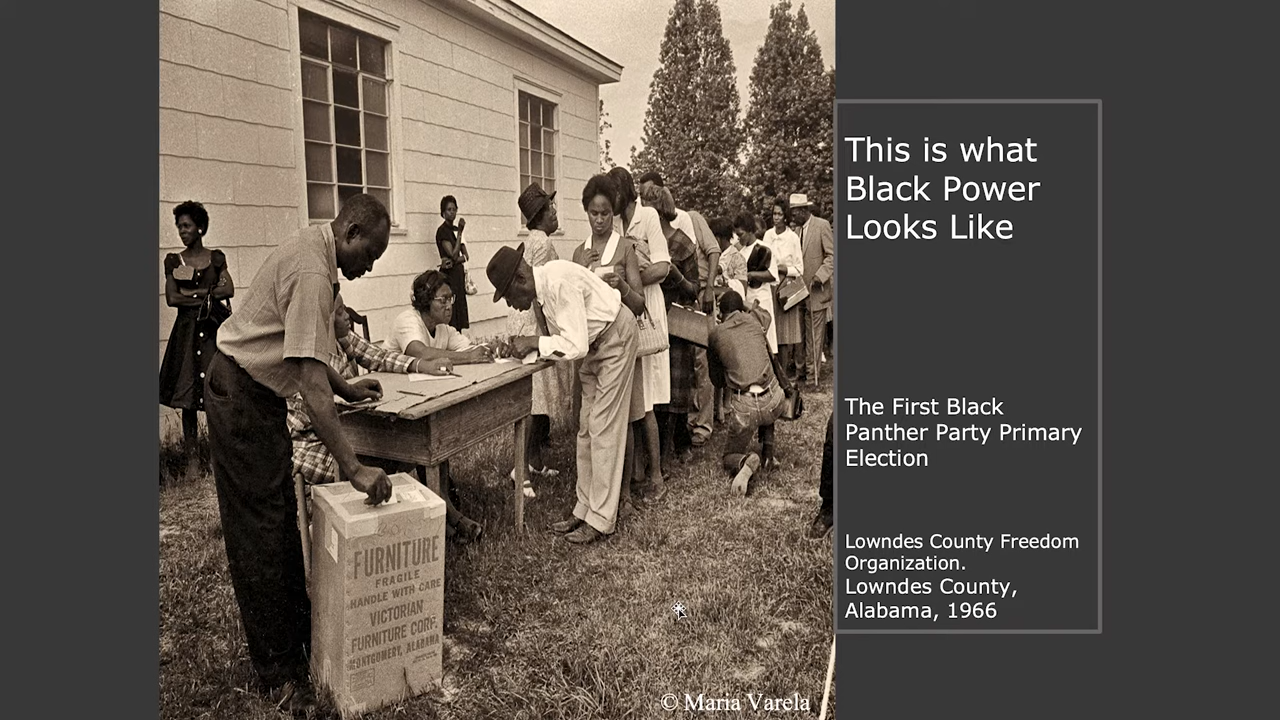 This is what
Black Power
Looks Like
The First Black
Panther Party Primary
Election
Lowndes County Freedom
Organization.
Lowndes County,
Alabama, 1966
FURNITURE
FRAGILE
HANDLE WITH CARE
VICTORIAN
FURNITURE CORP.
MONTGOMERY, ALABAMA
© Maria Varela